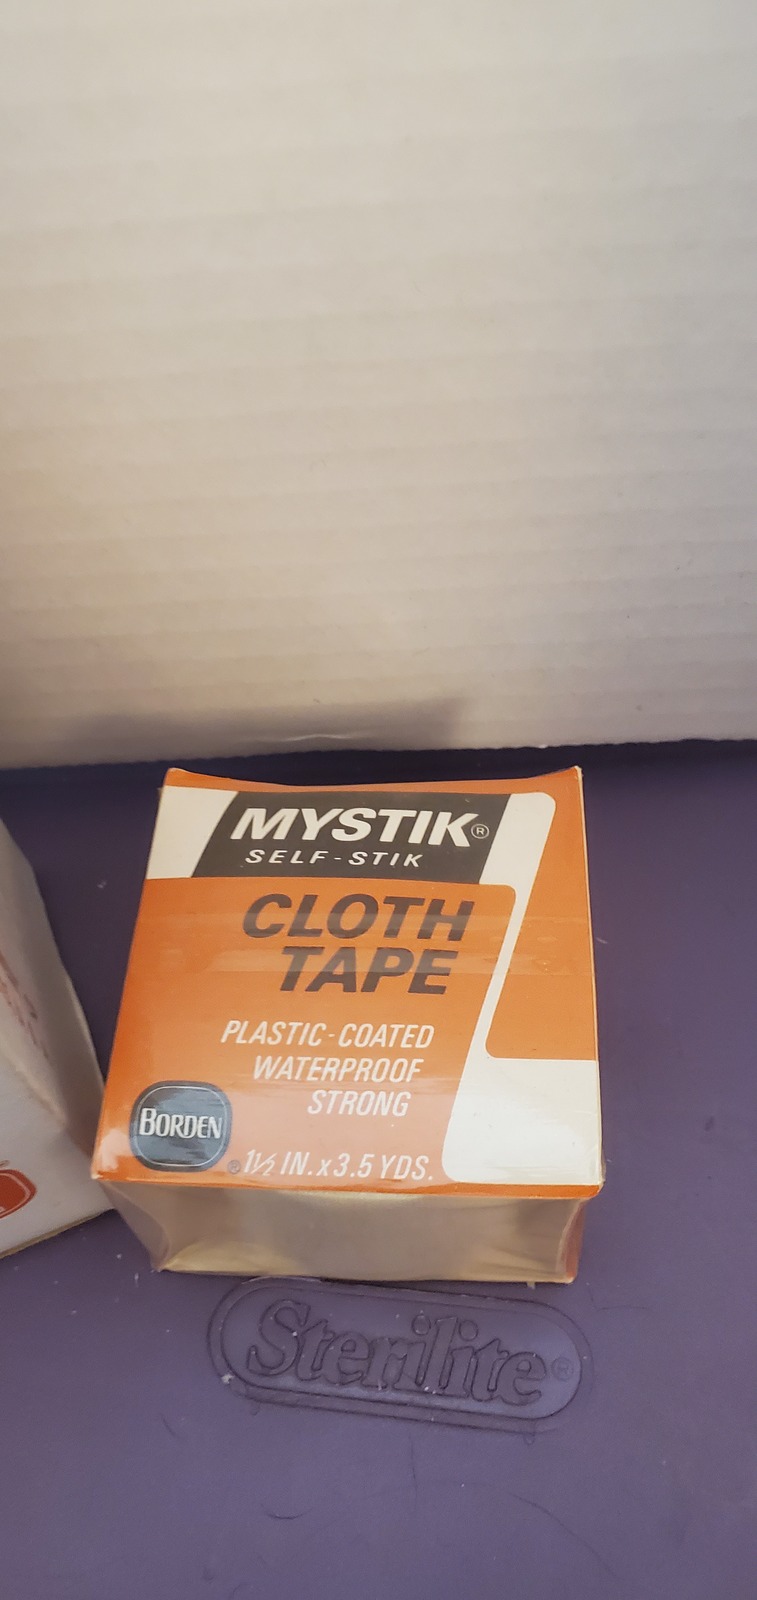 MYSTIK®
SELF-STIK
CLOTH
TAPE
PLASTIC-COATED
WATERPROOF
STRONG
BORDEN
®
1½ IN. x 3.5 YDS.
Sterilite®